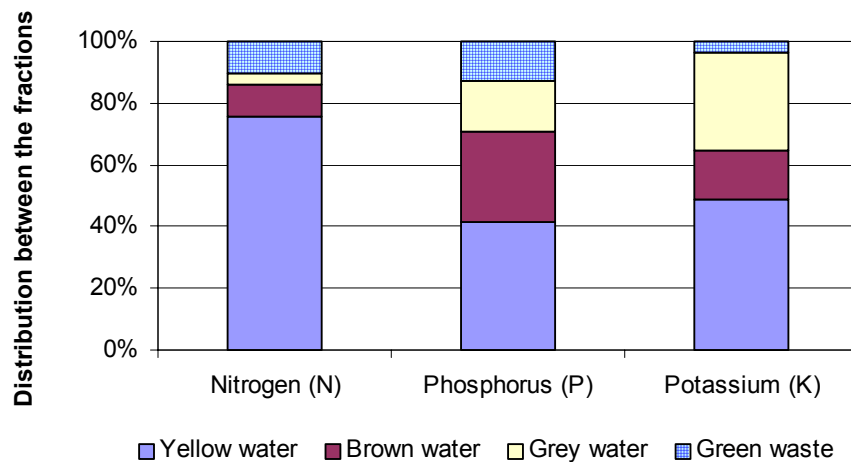 Distribution between the fractions
100%
80%
60%
40%
20%
0%
Nitrogen (N) Phosphorus (P) Potassium (K)
Yellow water Brown water Grey water Green waste